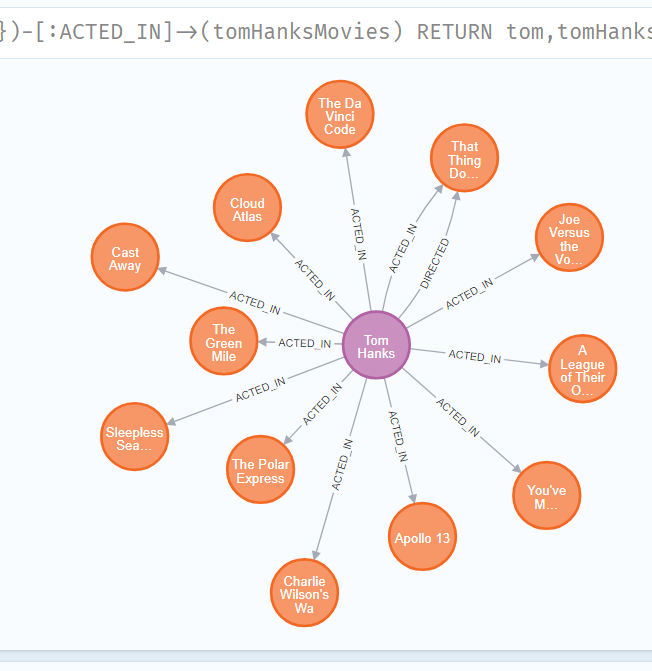 })-[:ACTED_IN]->(tomHanksMovies) RETURN tom,tomHanks
The Da
Vinci
Code
That
Thing
Do...
Cloud
Atlas
Joe
Versus
the
Vo...
Cast
Away
ACTED_IN
ACTED_IN
DIRECTED
ACTED_IN
ACTED_IN
ACTED_IN
The
Green
Mile
ACTED_IN
Tom
Hanks
ACTED_IN
A
League
of Their
O...
ACTED_IN
ACTED_IN
ACTED_IN
ACTED_IN
ACTED_IN
Sleepless
Sea...
The Polar
Express
You've
M...
Apollo 13
Charlie
Wilson's
Wa